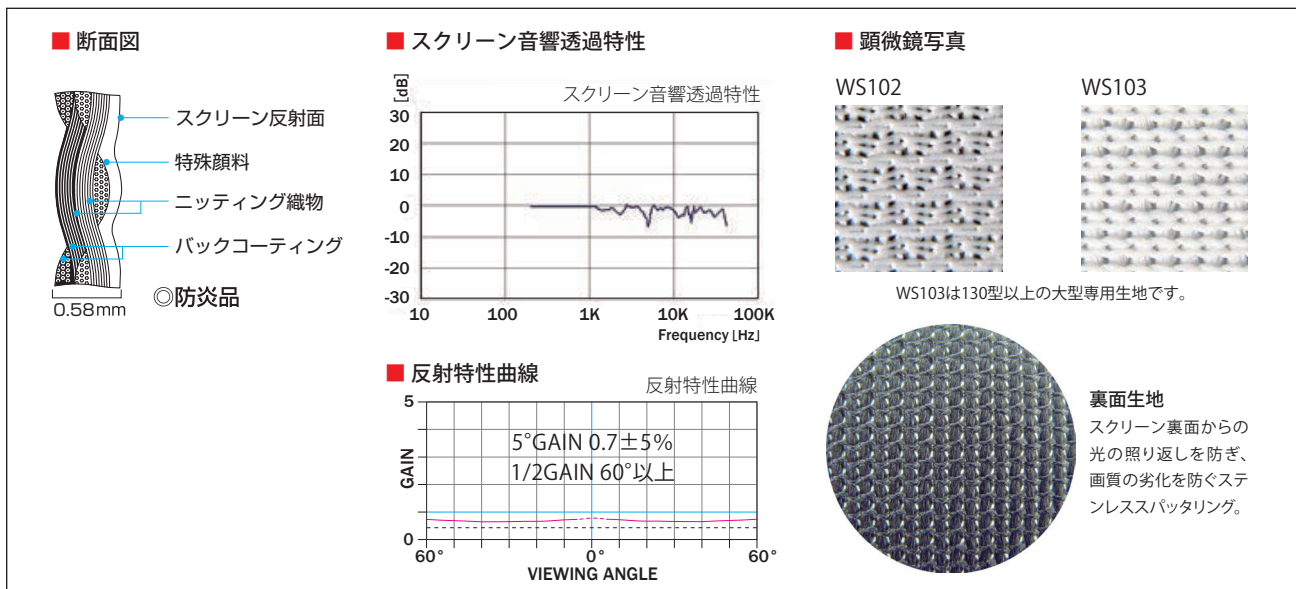 ■ 断面図
スクリーン反射面
特殊顔料
ニッティング織物
バックコーティング
0.58mm
◎防炎品
■ スクリーン音響透過特性
スクリーン音響透過特性
[dB]
30
20
10
0
-10
-20
-30
10 100 1K 10K 100K
Frequency [Hz]
■ 反射特性曲線
反射特性曲線
5
GAIN
5°GAIN 0.7±5%
1/2GAIN 60°以上
0
60° 0° 60°
VIEWING ANGLE
■ 顕微鏡写真
WS102 WS103
WS103は130型以上の大型専用生地です。
裏面生地
スクリーン裏面からの
光の照り返しを防ぎ、
画質の劣化を防ぐステ
ンレススパッタリング。